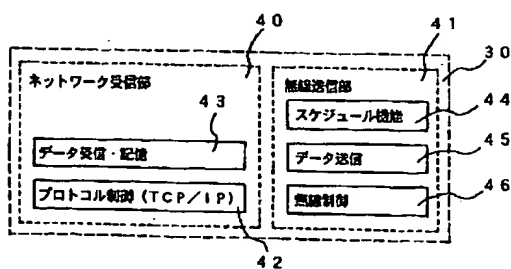 40
41
30
ネットワーク受信部
無線送信部
43
44
スケジュール機能
データ受信・記憶
45
データ送信
プロトコル制御(TCP/IP)
46
無線制御
42